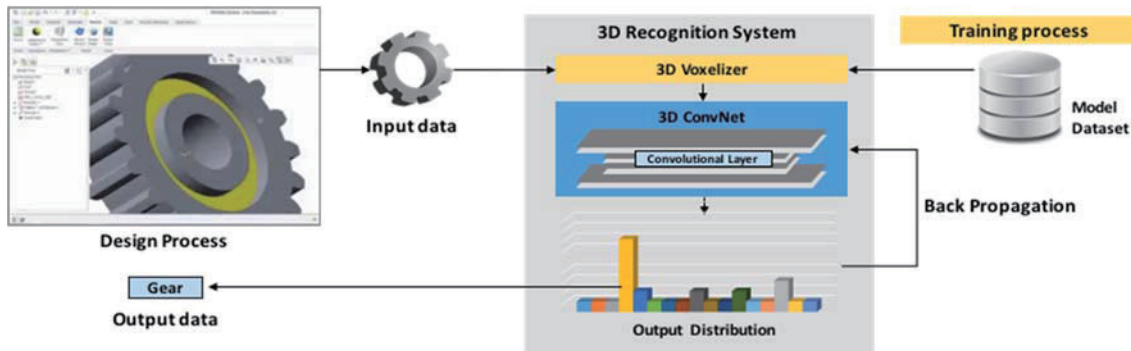 3D Recognition System
Training process
3D Voxelizer
3D ConvNet
Convolutional Layer
Input data
Model
Dataset
Back Propagation
Design Process
Gear
Output data
Output Distribution